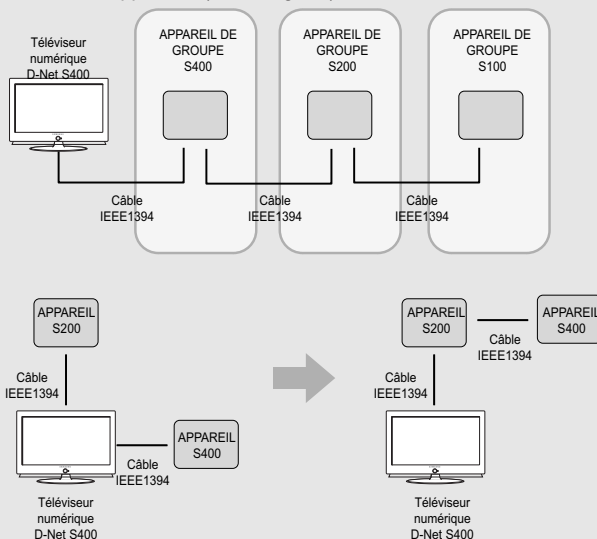 Téléviseur
numérique
D-Net S400
APPAREIL DE
GROUPE
S400
APPAREIL DE
GROUPE
S200
APPAREIL DE
GROUPE
S100
Câble
IEEE1394
Câble
IEEE1394
Câble
IEEE1394
APPAREIL
S200
Câble
IEEE1394
APPAREIL
S400
Câble
IEEE1394
Téléviseur
numérique
D-Net S400
APPAREIL
S200
APPAREIL
S400
Câble
IEEE1394
Câble
IEEE1394
Téléviseur
numérique
D-Net S400